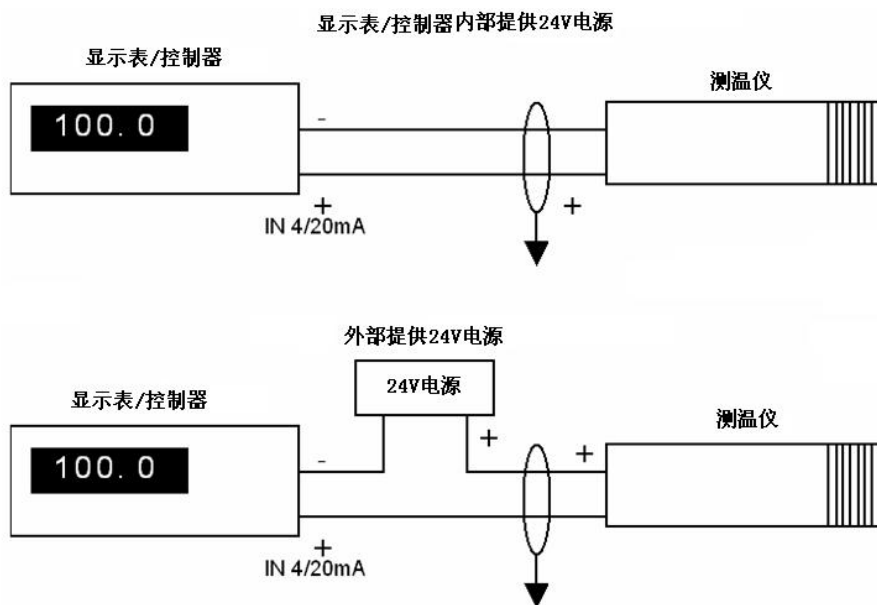 显示表/控制器内部提供24V电源
显示表/控制器
测温仪
100.0
-
+
+
IN 4/20mA
外部提供24V电源
24V电源
显示表/控制器
测温仪
+
+
100.0
-
+
IN 4/20mA